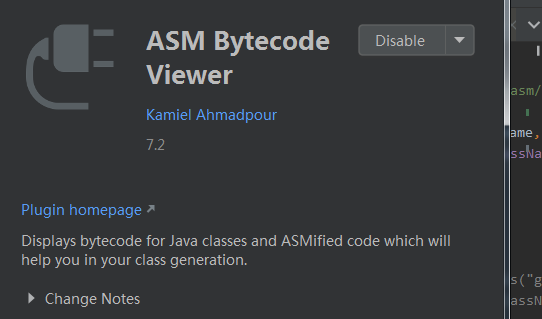 ASM Bytecode
Viewer
Disable
Kamiel Ahmadpour
7.2
Plugin homepage
Displays bytecode for Java classes and ASMified code which will
help you in your class generation.
Change Notes
asm/
ame,
ssNa
s("g
assN